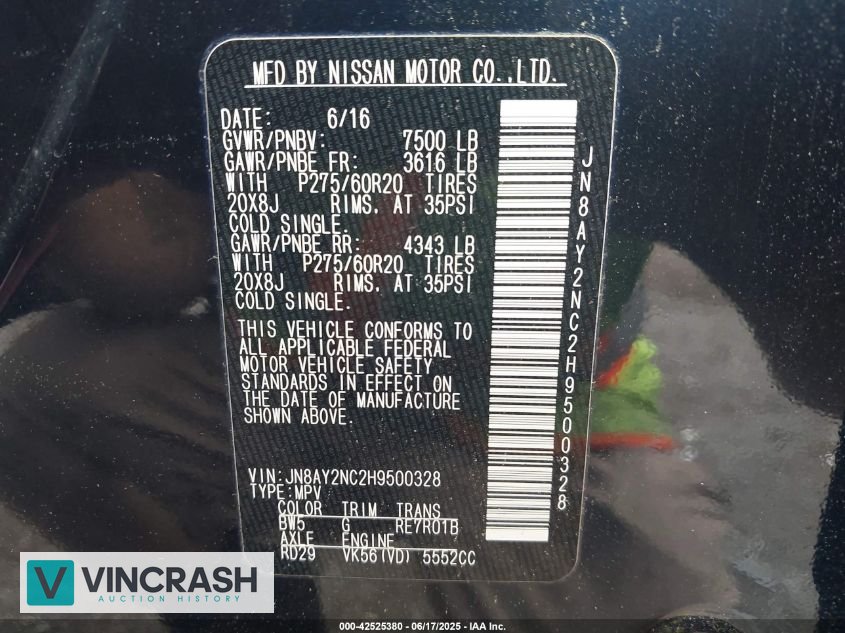 MFD BY NISSAN MOTOR CO.,LTD.
DATE: 6/16
GVWR/PNBV: 7500 LB
GAWR/PNBE FR: 3616 LB
WITH P275/60R20 TIRES
20X8J RIMS. AT 35PSI
COLD SINGLE.
GAWR/PNBE RR: 4343 LB
WITH P275/60R20 TIRES
20X8J RIMS. AT 35PSI
COLD SINGLE.
THIS VEHICLE CONFORMS TO
ALL APPLICABLE FEDERAL
MOTOR VEHICLE SAFETY
STANDARDS IN EFFECT ON
THE DATE OF MANUFACTURE
SHOWN ABOVE.
VIN:JN8AY2NC2H9500328
TYPE:MPV
COLOR TRIM TRANS
BW5 G RE7R01B
AXLE ENGINE
RD29 VK56(VD) 5552CC
JN8AY2NC2H9500328
VINCRASH
AUCTION HISTORY
000-42525380 - 06/17/2025 - IAA Inc.